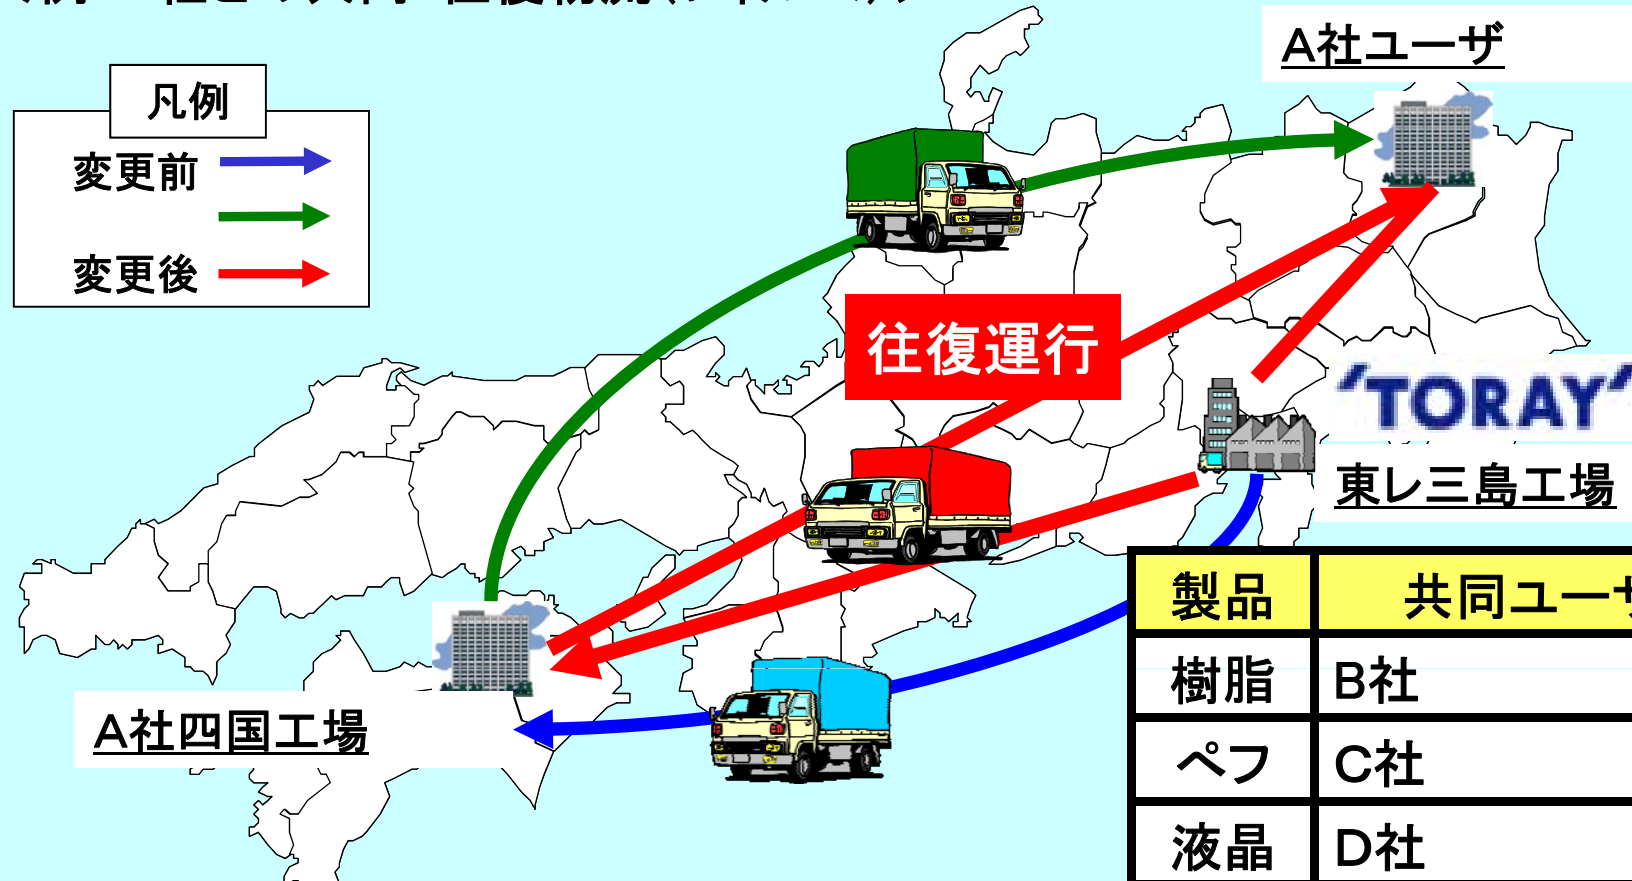 A社ユーザ
凡例
変更前
変更後
往復運行
'TORAY'
東レ三島工場
A社四国工場
製品 共同ユー
樹脂 B社
ペフ C社
液晶 D社